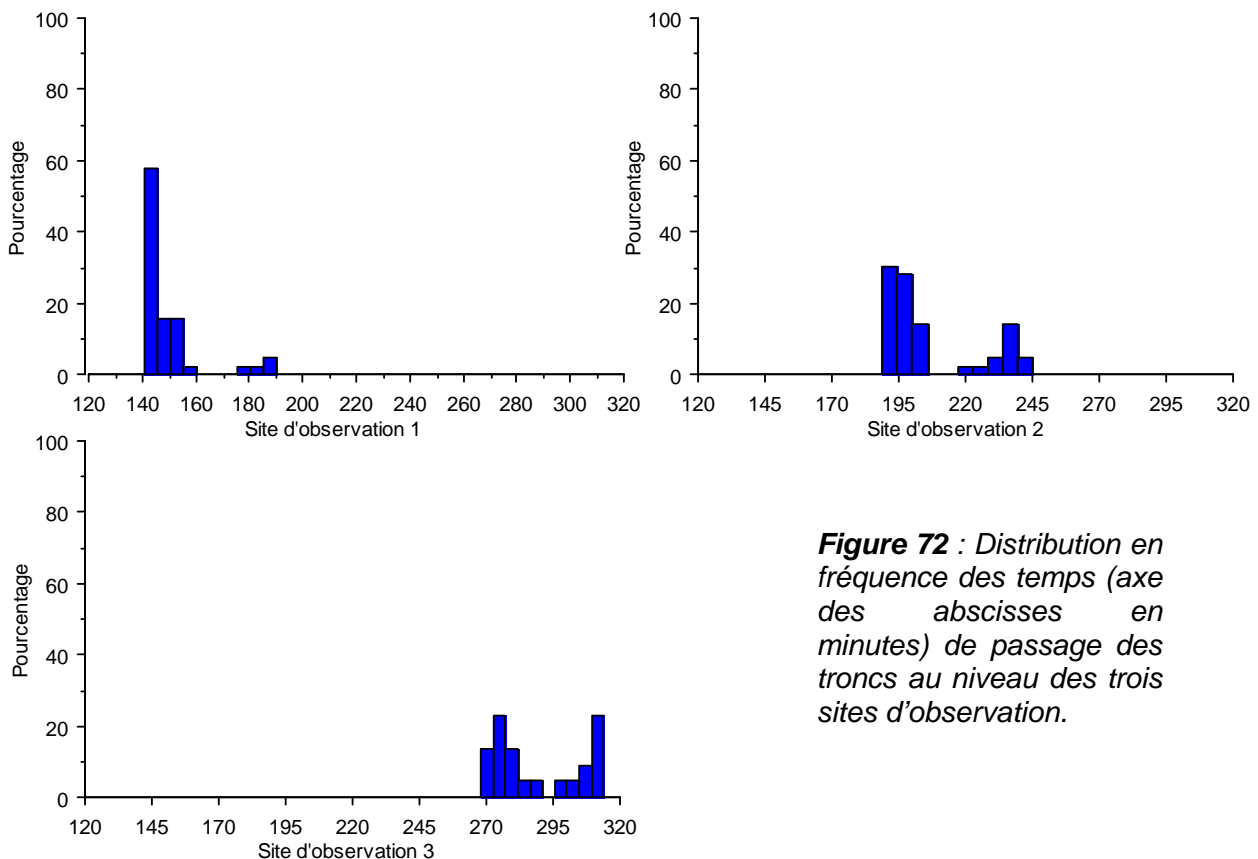 100
80
60
40
20
0
Pourcentage
120 140 160 180 200 220 240 260 280 300 320
Site d'observation 1
100
80
60
40
20
0
Pourcentage
120 145 170 195 220 245 270 295 320
Site d'observation 2
100
80
60
40
20
0
Pourcentage
120 145 170 195 220 245 270 295 320
Site d'observation 3
Figure 72 : Distribution en
fréquence des temps (axe
des abscisses en
minutes) de passage des
troncs au niveau des trois
sites d'observation.